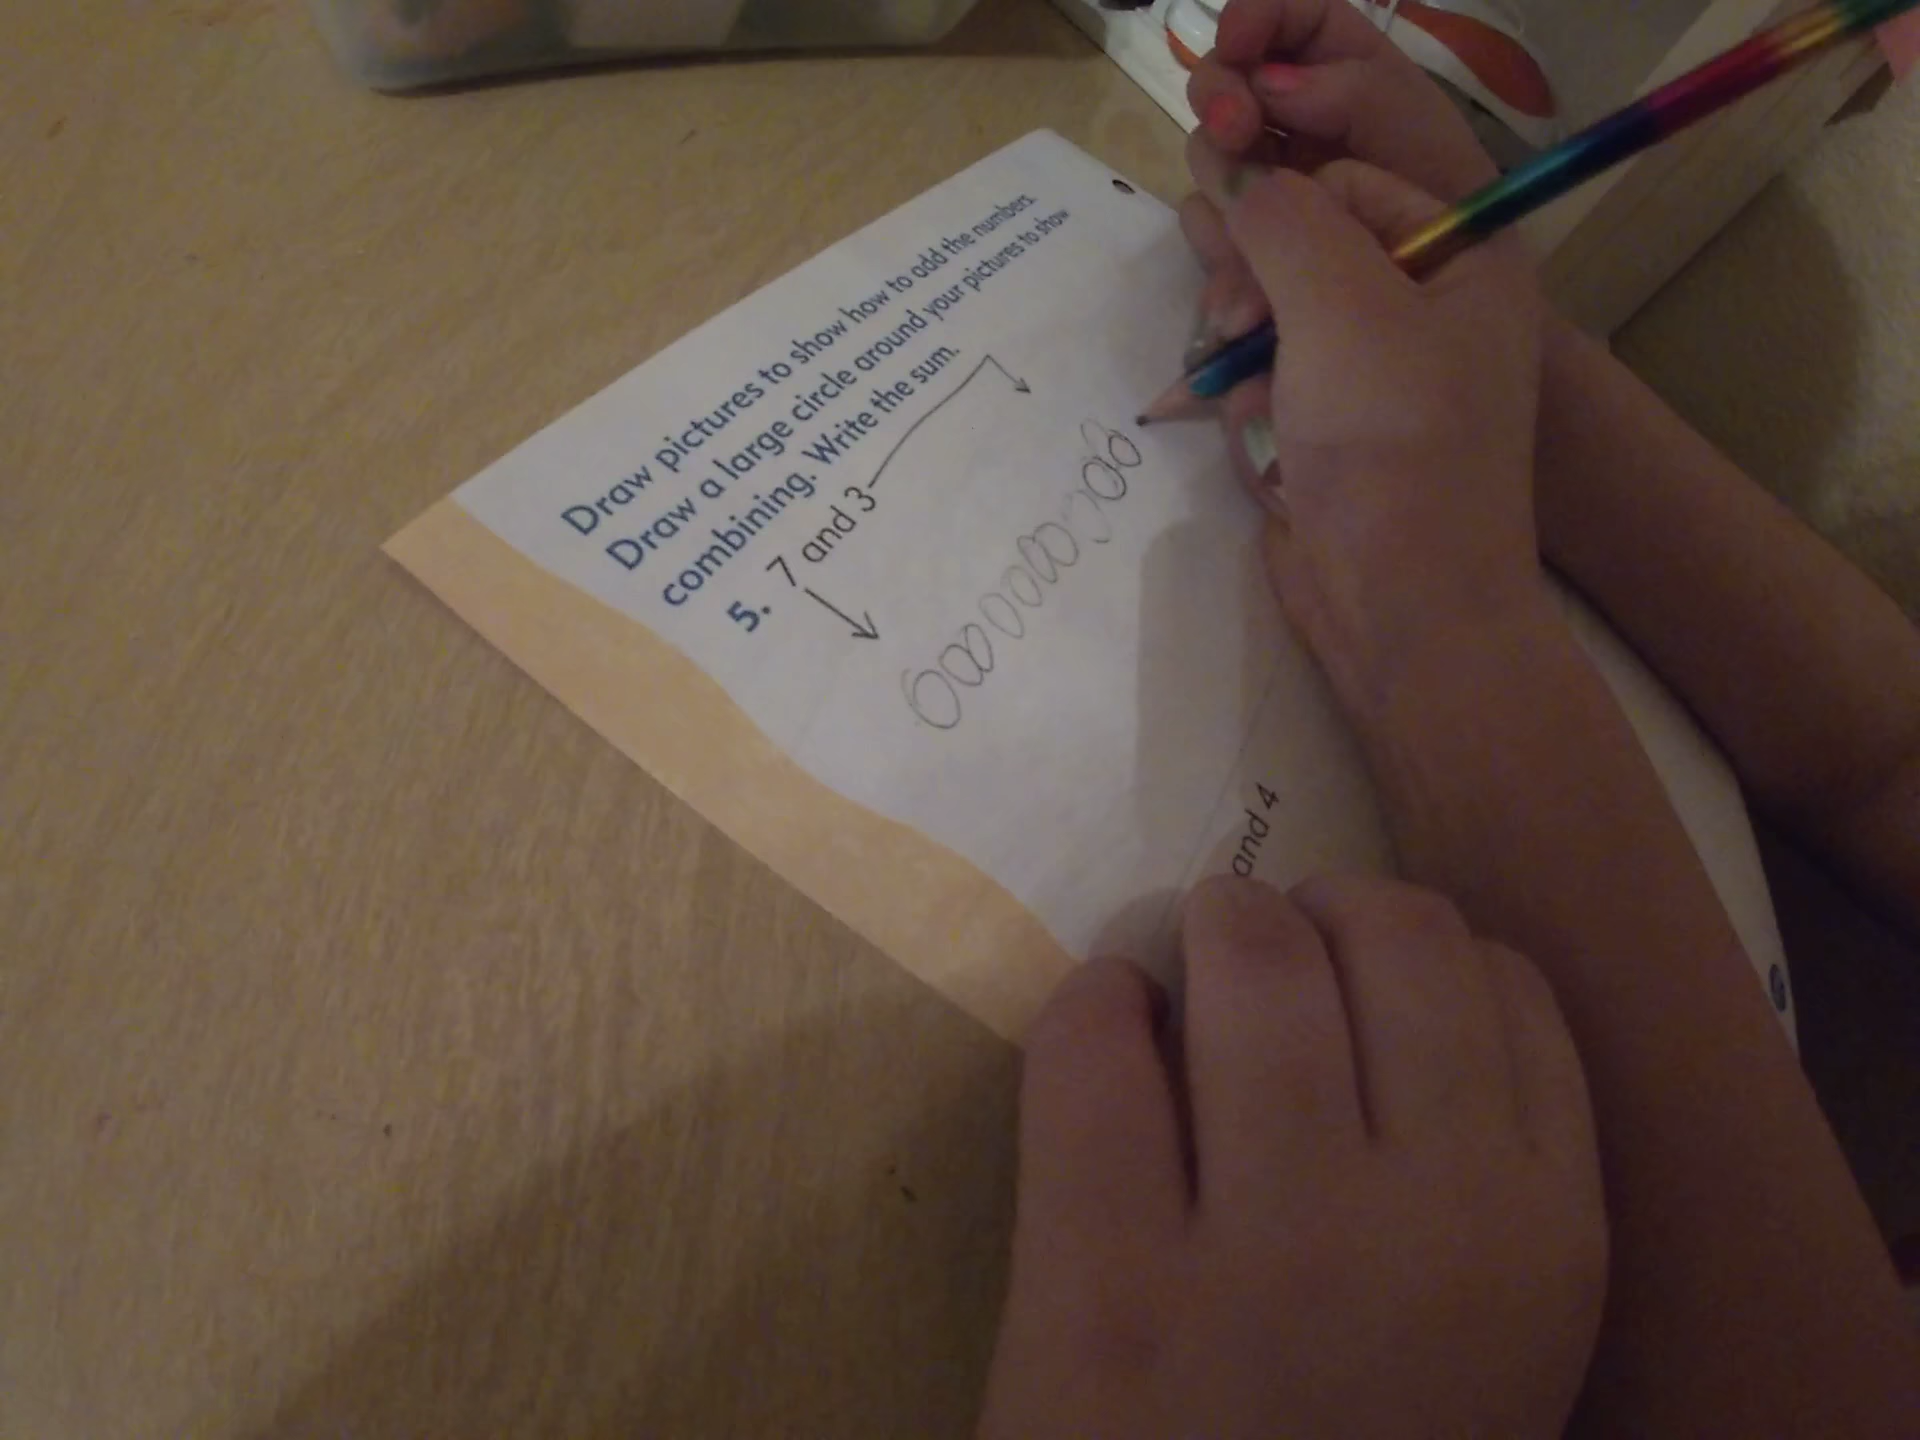 Draw pictures to show how to add the numbers.
Draw a large circle around your pictures to show
combining. Write the sum.
5. 7 and 3
and 4